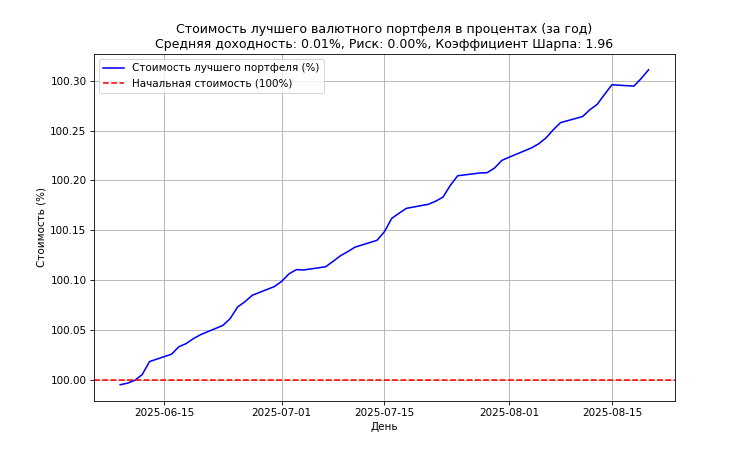 Стоимость лучшего валютного портфеля в процентах (за год)
Средняя доходность: 0.01%, Риск: 0.00%, Коэффициент Шарпа: 1.96
Стоимость лучшего портфеля (%)
Начальная стоимость (100%)
Стоимость (%)
100.30
100.25
100.20
100.15
100.10
100.05
100.00
2025-06-15
2025-07-01
2025-07-15
2025-08-01
2025-08-15
День